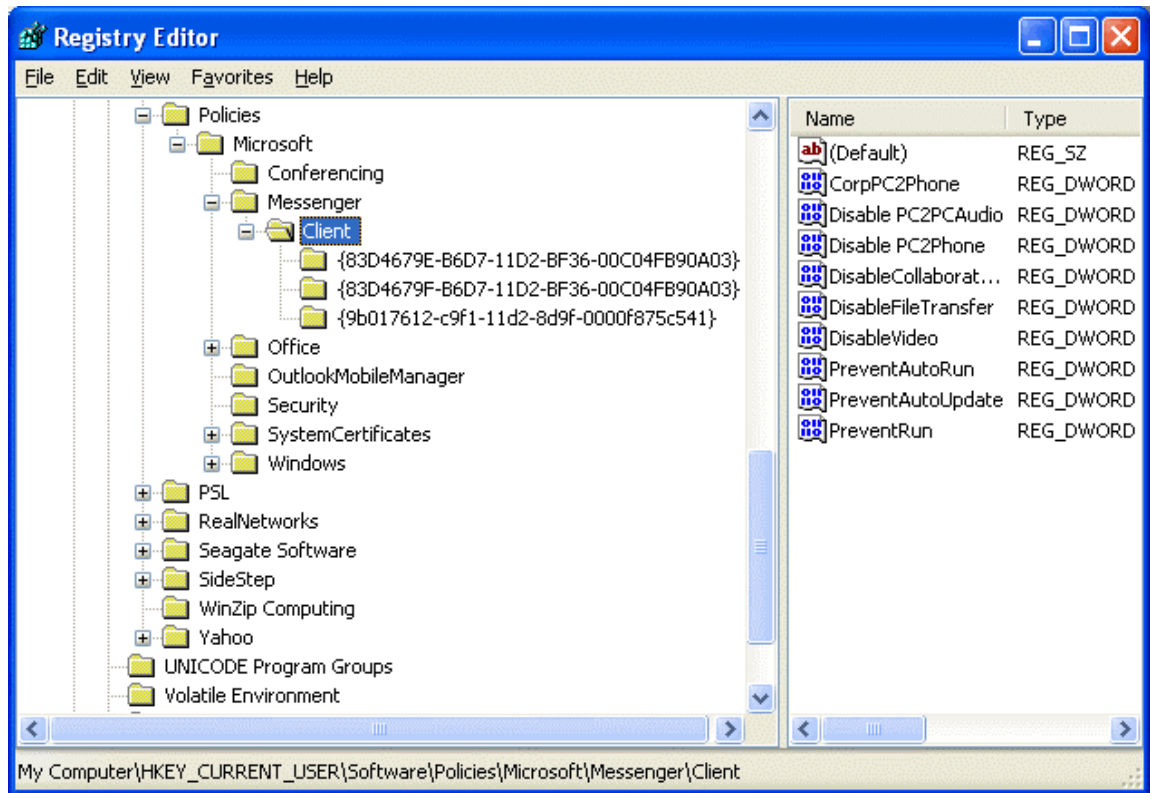 Registry Editor
File Edit View Favorites Help
Policies
Microsoft
Conferencing
Messenger
Client
{83D4679E-B6D7-11D2-BF36-00C04FB90A03}
{83D4679F-B6D7-11D2-BF36-00C04FB90A03}
{9b017612-c9f1-11d2-8d9f-0000f875c541}
Office
OutlookMobileManager
Security
SystemCertificates
Windows
PSL
RealNetworks
Seagate Software
SideStep
WinZip Computing
Yahoo
UNICODE Program Groups
Volatile Environment
Name Type
(Default) REG_SZ
CorpPC2Phone REG_DWORD
Disable PC2PCAudio REG_DWORD
Disable PC2Phone REG_DWORD
DisableCollaborat... REG_DWORD
DisableFileTransfer REG_DWORD
DisableVideo REG_DWORD
PreventAutoRun REG_DWORD
PreventAutoUpdate REG_DWORD
PreventRun REG_DWORD
My Computer\HKEY_CURRENT_USER\Software\Policies\Microsoft\Messenger\Client